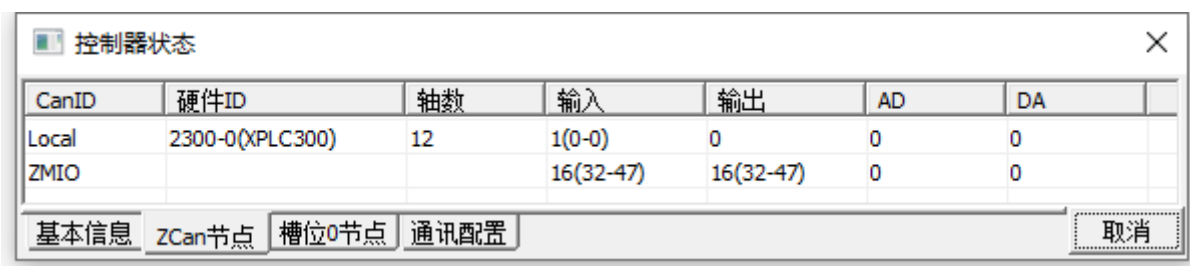 控制器状态
CanID 硬件ID 轴数 输入 输出 AD DA
Local 2300-0(XPLC300) 12 1(0-0) 0 0 0
ZMIO 16(32-47) 16(32-47) 0 0
基本信息 ZCan节点 槽位0节点 通讯配置 取消